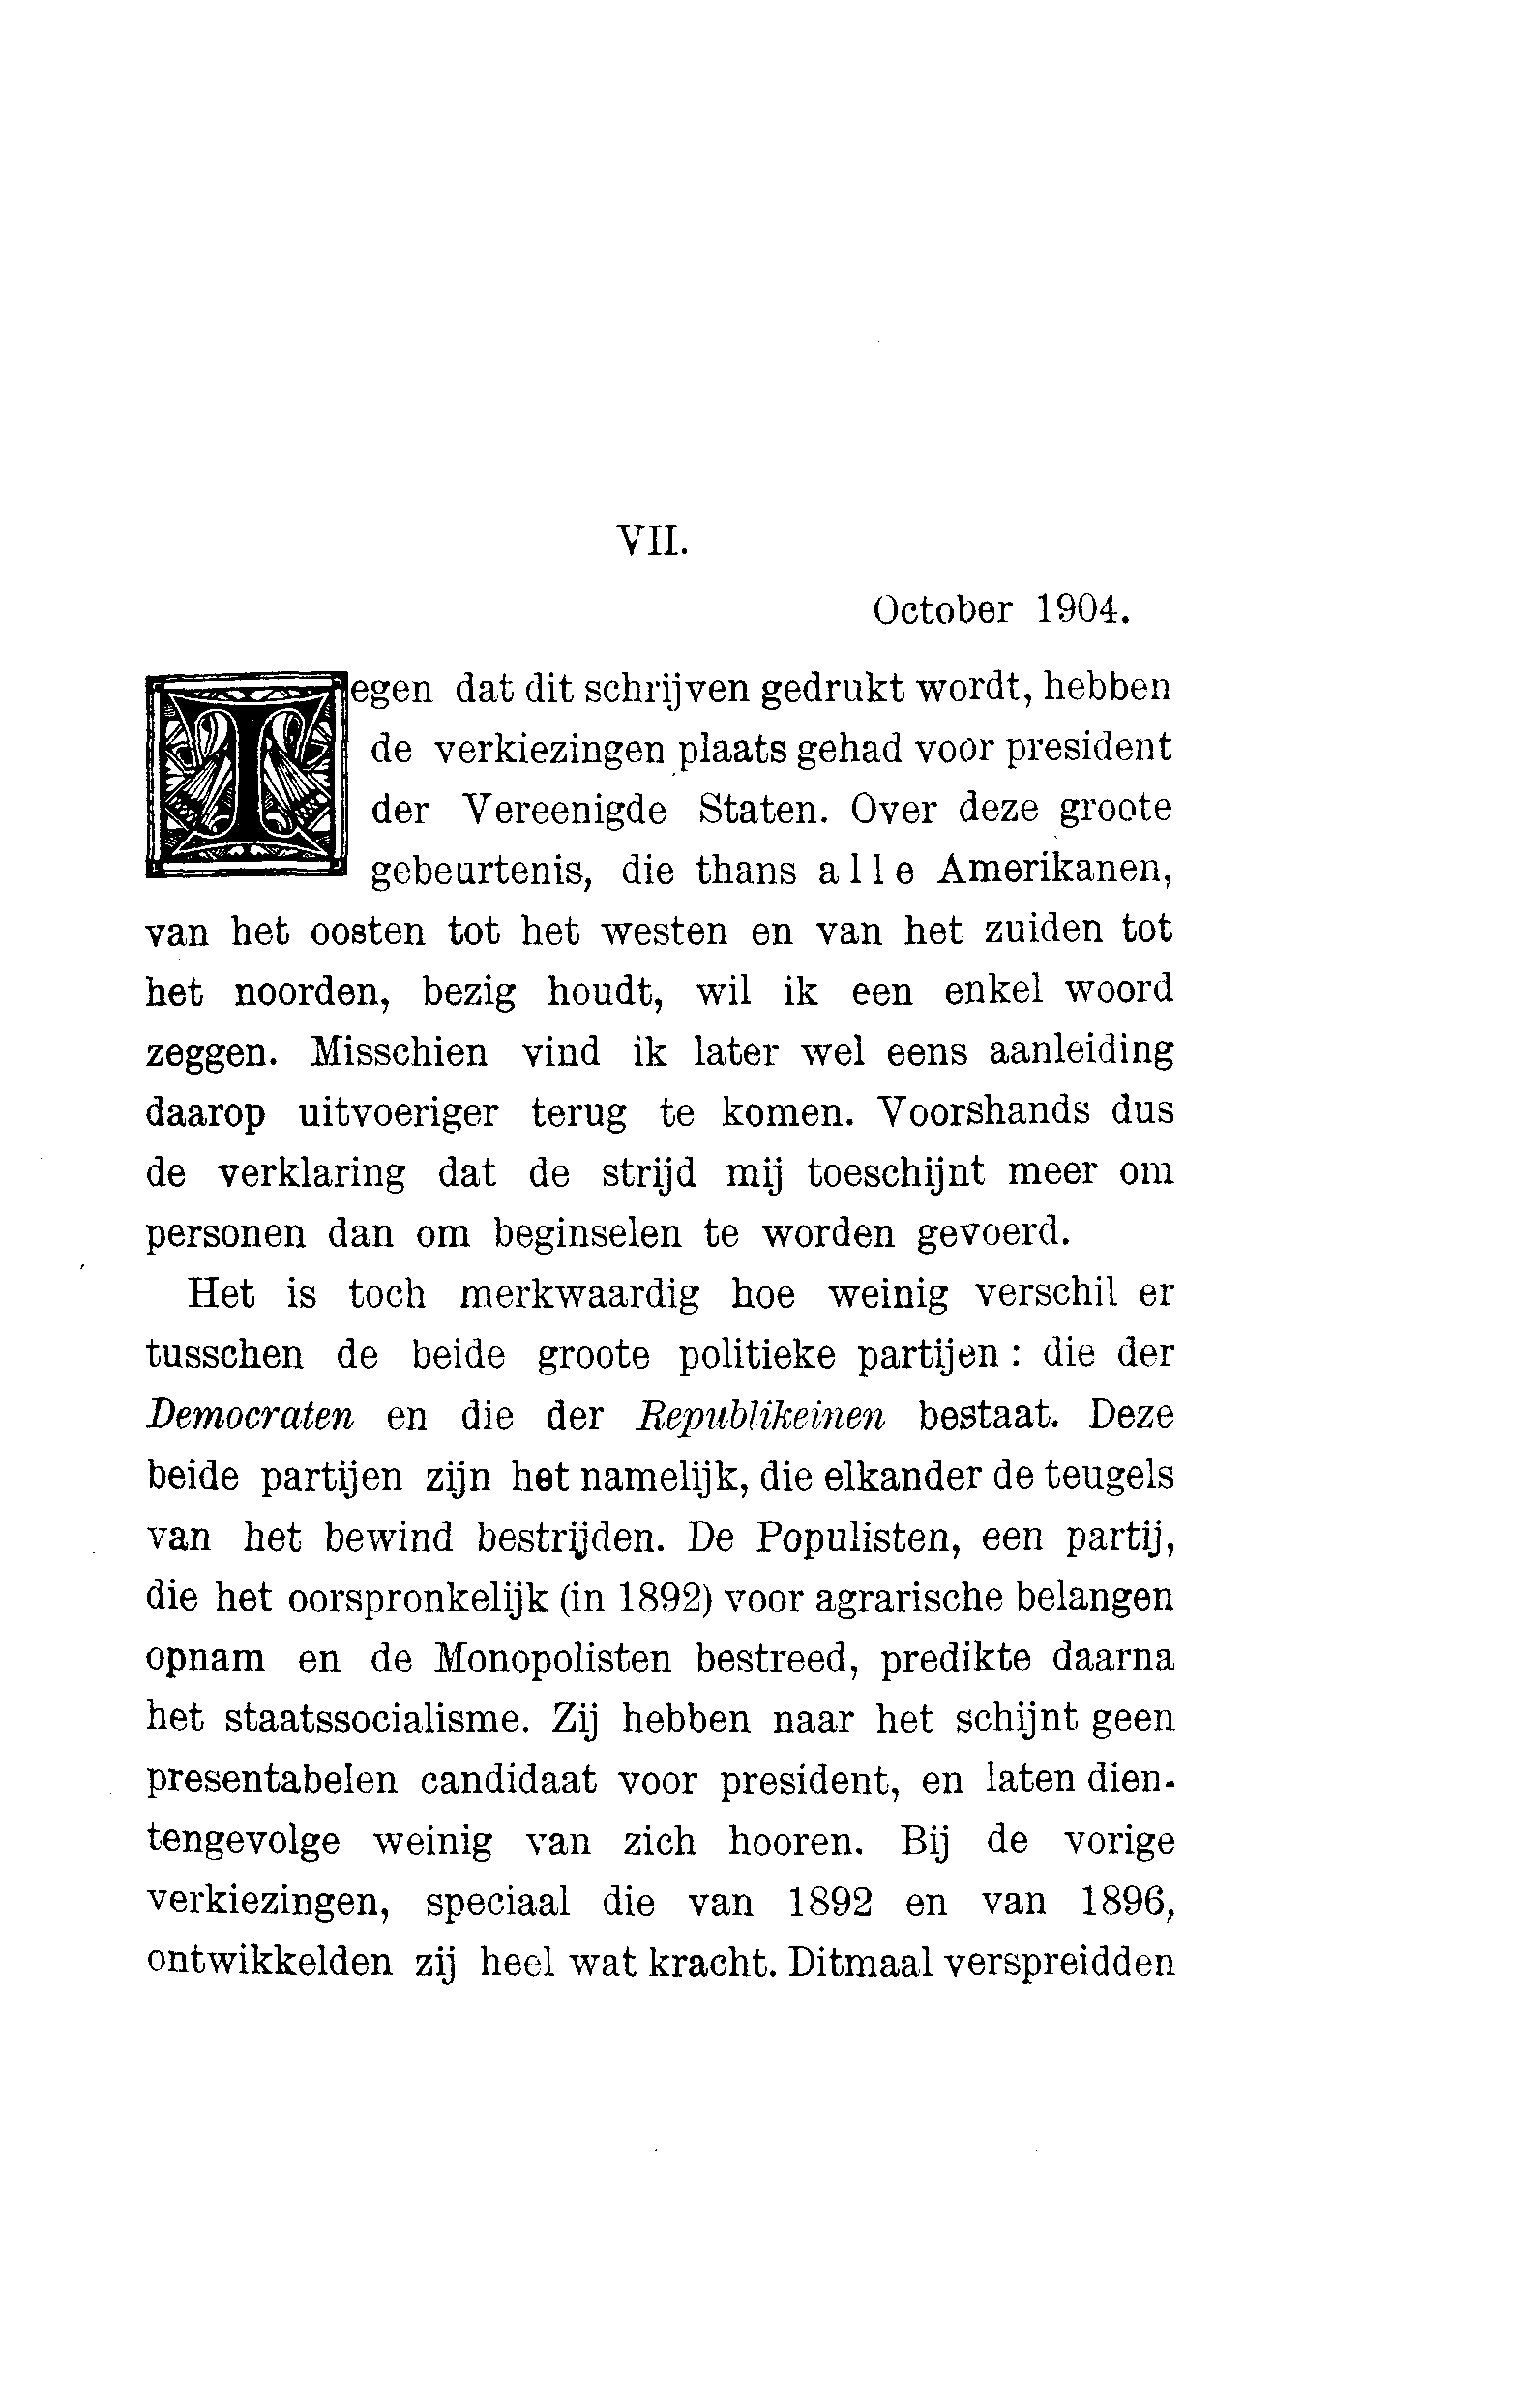 VII.
October 1904.
Tegen dat dit schrijven gedrukt wordt, hebben
de verkiezingen plaats gehad voor president
der Vereenigde Staten. Over deze groote
gebeurtenis, die thans alle Amerikanen,
van het oosten tot het westen en van het zuiden tot
het noorden, bezig houdt, wil ik een enkel woord
zeggen. Misschien vind ik later wel eens aanleiding
daarop uitvoeriger terug te komen. Voorshands dus
de verklaring dat de strijd mij toeschijnt meer om
personen dan om beginselen te worden gevoerd.
Het is toch merkwaardig hoe weinig verschil er
tusschen de beide groote politieke partijen: die der
Democraten en die der Republikeinen bestaat. Deze
beide partijen zijn het namelijk, die elkander de teugels
van het bewind bestrijden. De Populisten, een partij,
die het oorspronkelijk (in 1892) voor agrarische belangen
opnam en de Monopolisten bestreed, predikte daarna
het staatssocialisme. Zij hebben naar het schijnt geen
presentabelen candidaat voor president, en laten dien-
tengevolge weinig van zich hooren. Bij de vorige
verkiezingen, speciaal die van 1892 en van 1896,
ontwikkelden zij heel wat kracht. Ditmaal verspreidden